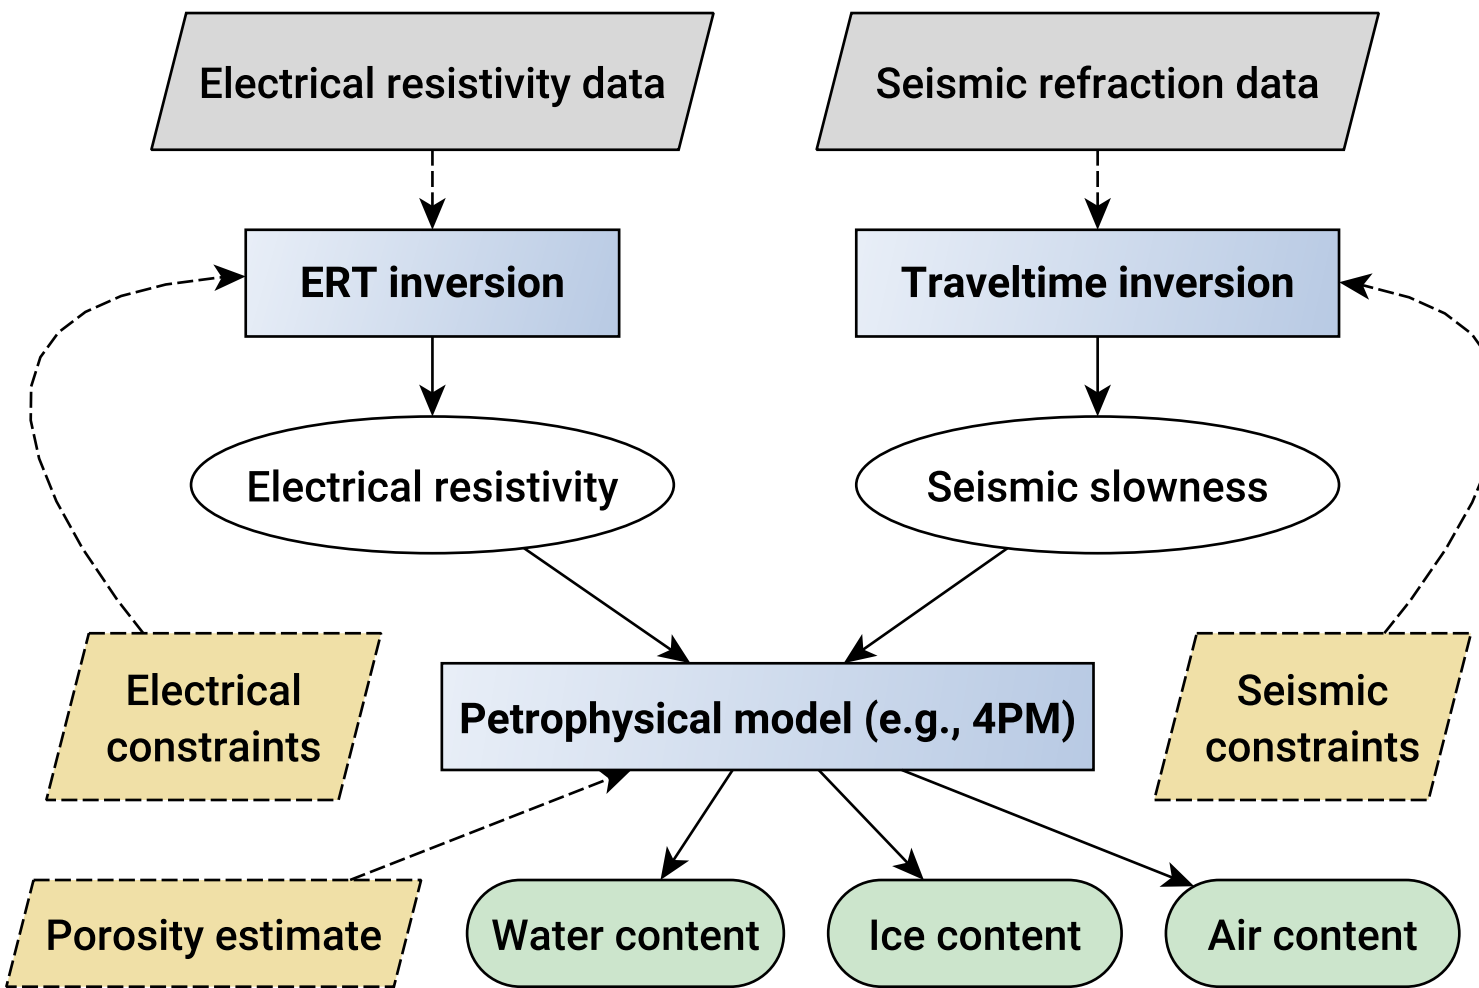 Electrical resistivity data
Seismic refraction data
ERT inversion
Traveltime inversion
Electrical resistivity
Seismic slowness
Electrical
constraints
Petrophysical model (e.g., 4PM)
Seismic
constraints
Porosity estimate
Water content
Ice content
Air content